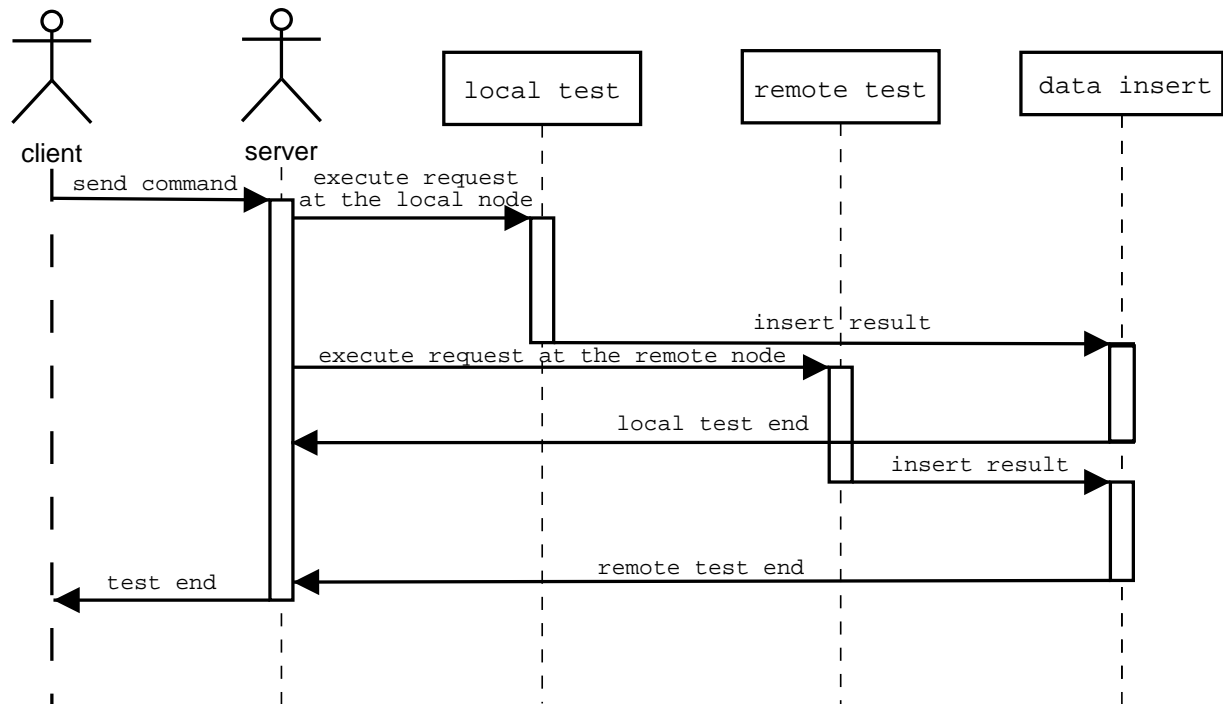 client
server
local test
remote test
data insert
send command
execute request
at the local node
insert result
execute request at the remote node
local test end
insert result
remote test end
test end